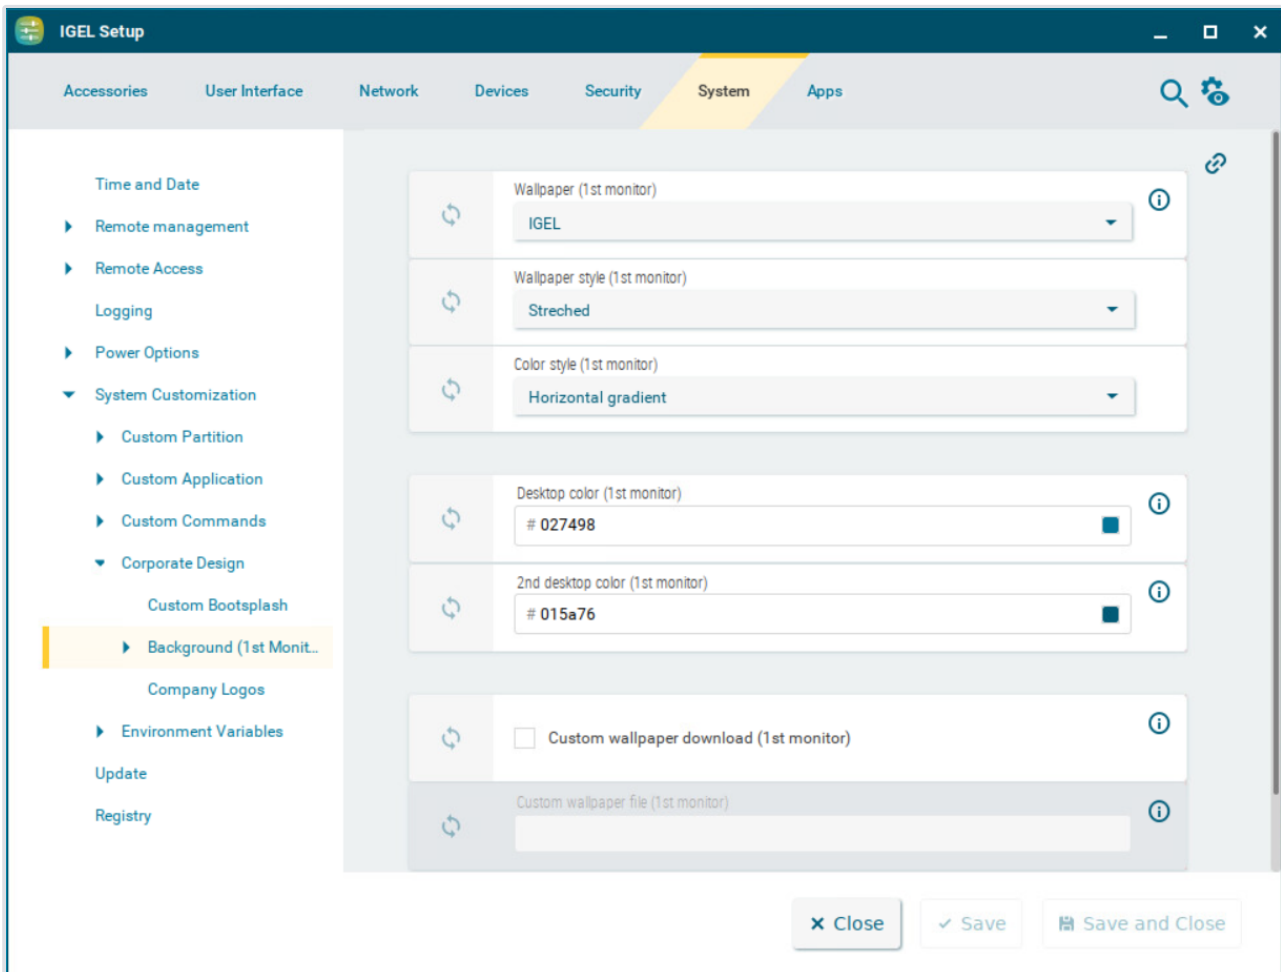 IGEL Setup
Accessories User Interface Network Devices Security System Apps
Time and Date
Remote management
Remote Access
Logging
Power Options
System Customization
Custom Partition
Custom Application
Custom Commands
Corporate Design
Custom Bootsplash
Background (1st Monit...
Company Logos
Environment Variables
Update
Registry
Wallpaper (1st monitor)
IGEL
Wallpaper style (1st monitor)
Streched
Color style (1st monitor)
Horizontal gradient
Desktop color (1st monitor)
# 027498
2nd desktop color (1st monitor)
# 015a76
Custom wallpaper download (1st monitor)
Custom wallpaper file (1st monitor)
Close Save Save and Close